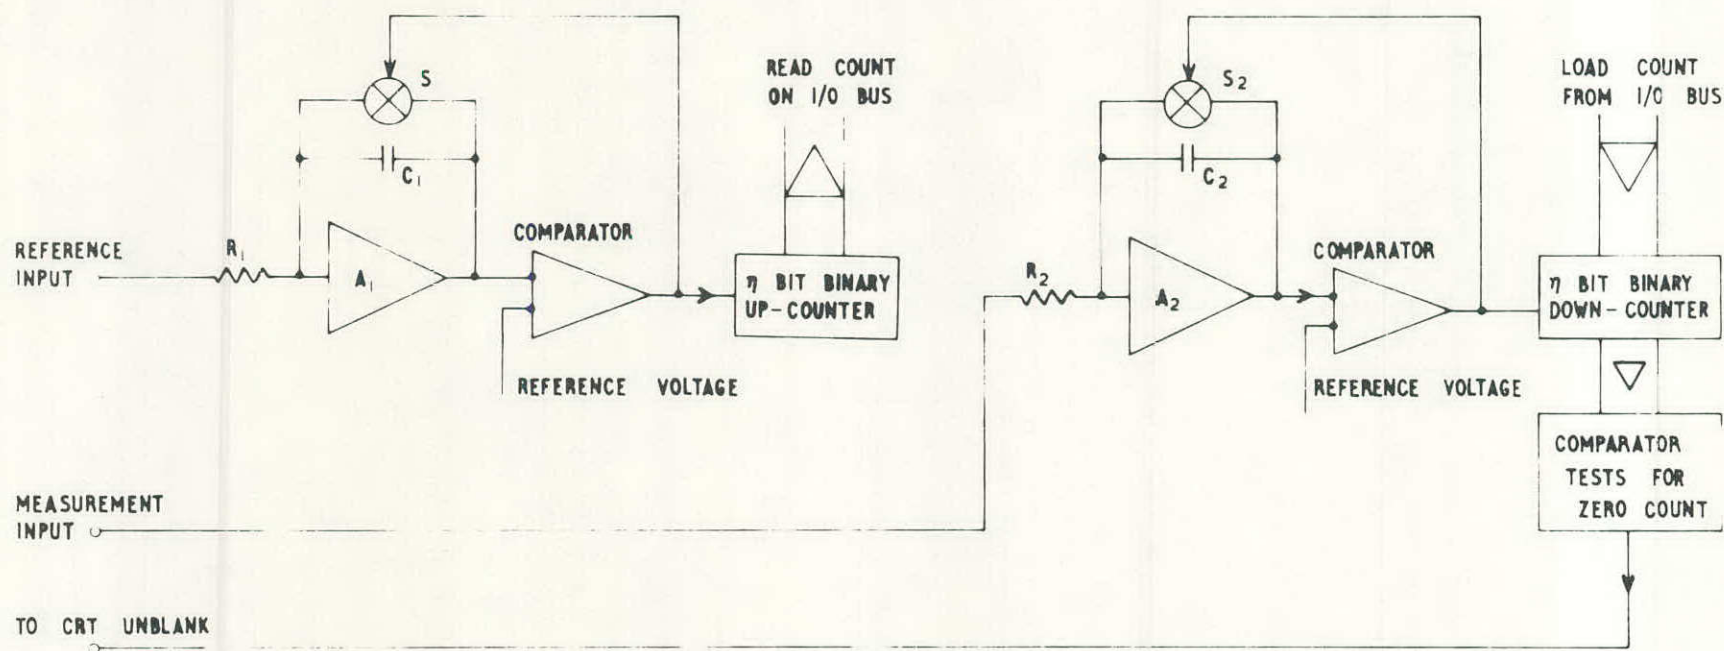 S
READ COUNT
ON I/O BUS
C1
REFERENCE
INPUT
R1
A1
COMPARATOR
η BIT BINARY
UP-COUNTER
REFERENCE VOLTAGE
S2
LOAD COUNT
FROM I/O BUS
C2
R2
A2
COMPARATOR
η BIT BINARY
DOWN-COUNTER
REFERENCE VOLTAGE
COMPARATOR
TESTS FOR
ZERO COUNT
MEASUREMENT
INPUT
TO CRT UNBLANK